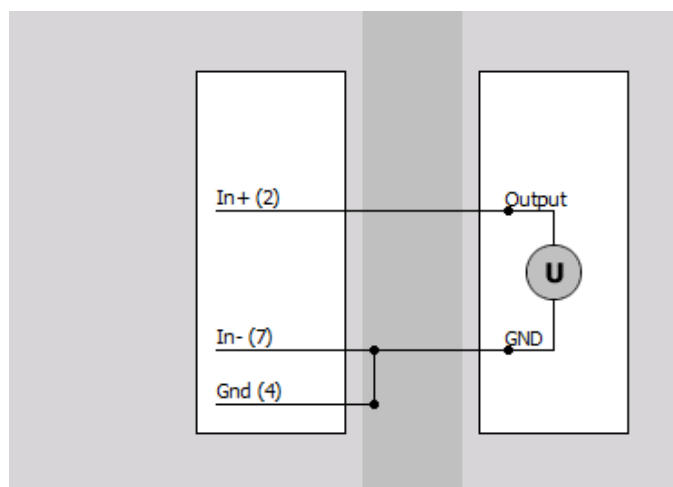 In+ (2)
Output
U
In- (7)
GND
Gnd (4)